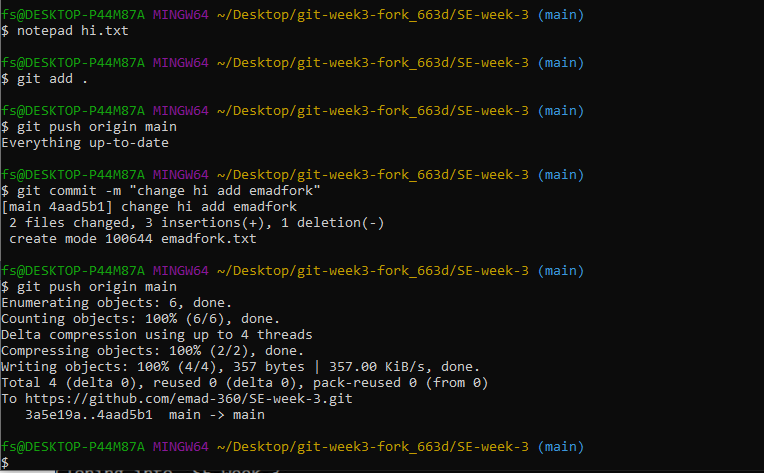 fs@DESKTOP-P44M87A MINGW64 ~/Desktop/git-week3-fork_663d/SE-week-3 (main)
$ notepad hi.txt
fs@DESKTOP-P44M87A MINGW64 ~/Desktop/git-week3-fork_663d/SE-week-3 (main)
$ git add .
fs@DESKTOP-P44M87A MINGW64 ~/Desktop/git-week3-fork_663d/SE-week-3 (main)
$ git push origin main
Everything up-to-date
fs@DESKTOP-P44M87A MINGW64 ~/Desktop/git-week3-fork_663d/SE-week-3 (main)
$ git commit -m "change hi add emadfork"
[main 4aad5b1] change hi add emadfork
 2 files changed, 3 insertions(+), 1 deletion(-)
 create mode 100644 emadfork.txt
fs@DESKTOP-P44M87A MINGW64 ~/Desktop/git-week3-fork_663d/SE-week-3 (main)
$ git push origin main
Enumerating objects: 6, done.
Counting objects: 100% (6/6), done.
Delta compression using up to 4 threads
Compressing objects: 100% (2/2), done.
Writing objects: 100% (4/4), 357 bytes | 357.00 KiB/s, done.
Total 4 (delta 0), reused 0 (delta 0), pack-reused 0 (from 0)
To https://github.com/emad-360/SE-week-3.git
   3a5e19a..4aad5b1  main -> main
fs@DESKTOP-P44M87A MINGW64 ~/Desktop/git-week3-fork_663d/SE-week-3 (main)
$